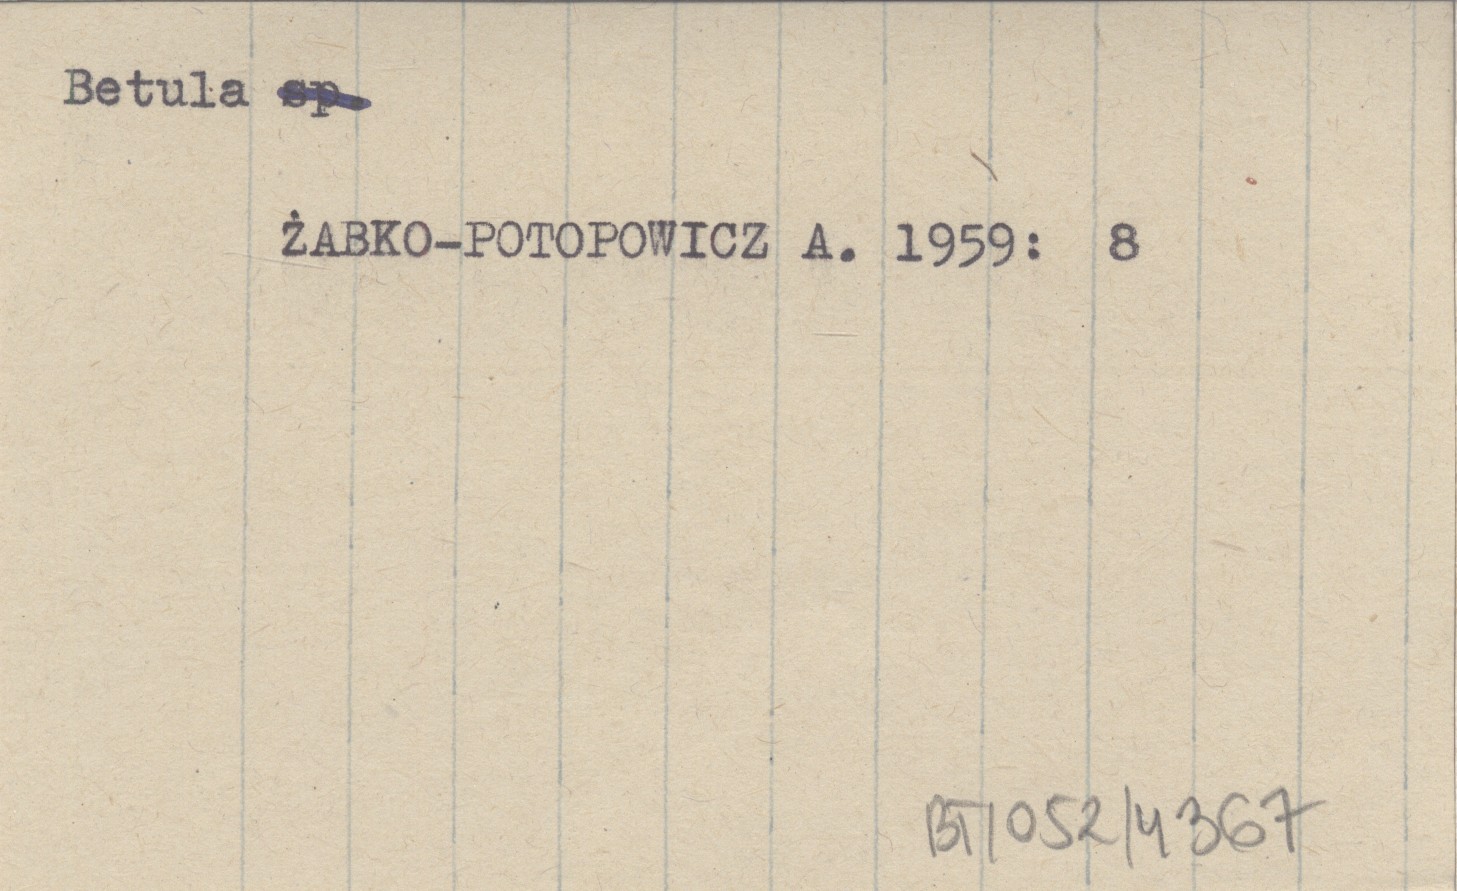 Betula sp.
ŻABKO-POTOPOWICZ A. 1959: 8
BT/052/4367